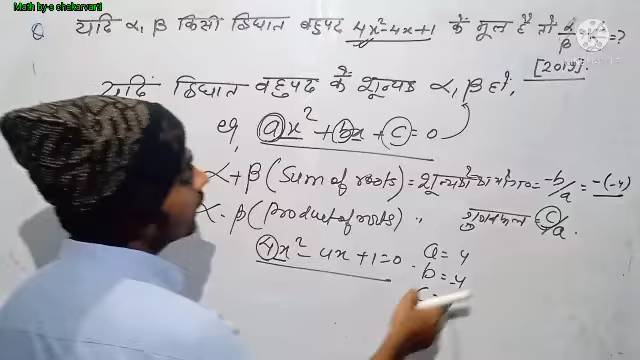 Math by:-s chakarvarti
Q यदि α, β किसी द्विघात बहुपद 4x²-4x+1 के मूल हैं तो α/β =?
[2019].
यदि द्विघात बहुपद के शून्यक α, β हों,
eq ax² + bx + c = 0
α + β (Sum of roots) = शून्यकों का योग = -b/a = -(-4)
α · β (Product of roots) ,, गुणनफल = c/a.
4x² - 4x + 1 = 0 a = 4
b = -4